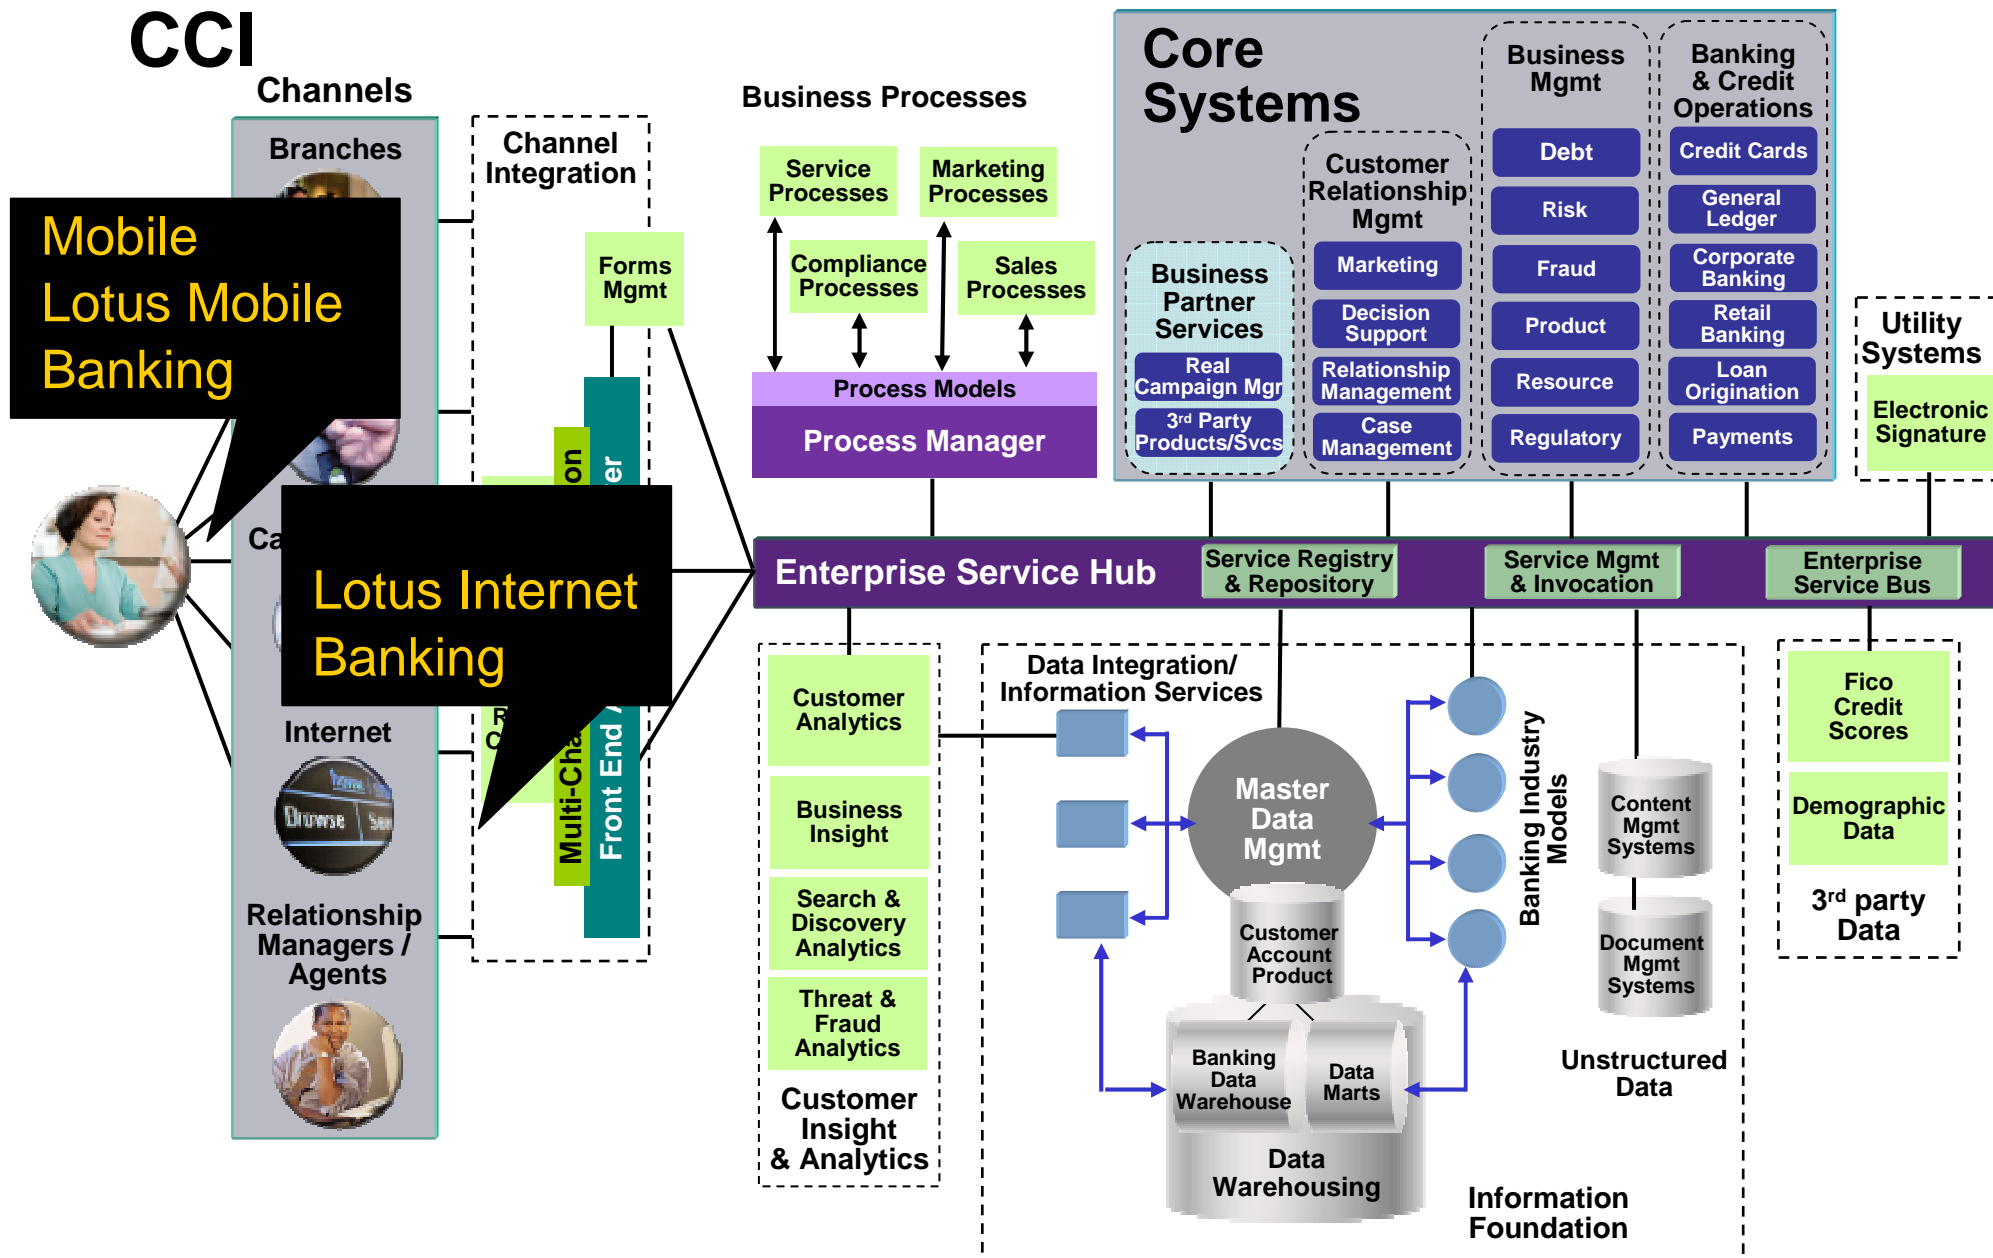 CCI
Channels
Branches
Mobile
Lotus Mobile
Banking
Lotus Internet
Banking
Internet
Relationship
Managers /
Agents
Channel
Integration
Forms
Mgmt
Front End
Business Processes
Service
Processes
Marketing
Processes
Compliance
Processes
Sales
Processes
Process Models
Process Manager
Core
Systems
Business
Partner
Services
Real
Campaign Mgr
3rd Party
Products/Svcs
Customer
Relationship
Mgmt
Marketing
Decision
Support
Relationship
Management
Case
Management
Business
Mgmt
Debt
Risk
Fraud
Product
Resource
Regulatory
Banking
& Credit
Operations
Credit Cards
General
Ledger
Corporate
Banking
Retail
Banking
Loan
Origination
Payments
Utility
Systems
Electronic
Signature
Enterprise Service Hub
Service Registry
& Repository
Service Mgmt
& Invocation
Enterprise
Service Bus
Customer
Analytics
Business
Insight
Search &
Discovery
Analytics
Threat &
Fraud
Analytics
Customer
Insight
& Analytics
Data Integration/
Information Services
Master
Data
Mgmt
Customer
Account
Product
Banking
Data
Warehouse
Data
Marts
Data
Warehousing
Banking Industry
Models
Content
Mgmt
Systems
Document
Mgmt
Systems
Unstructured
Data
Information
Foundation
Fico
Credit
Scores
Demographic
Data
3rd party
Data
Browse